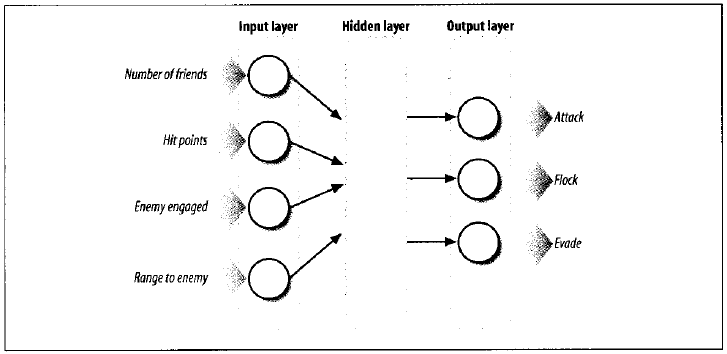 Input layer Hidden layer Output layer
Number of friends
Attack
Hit points
Flock
Enemy engaged
Evade
Range to enemy